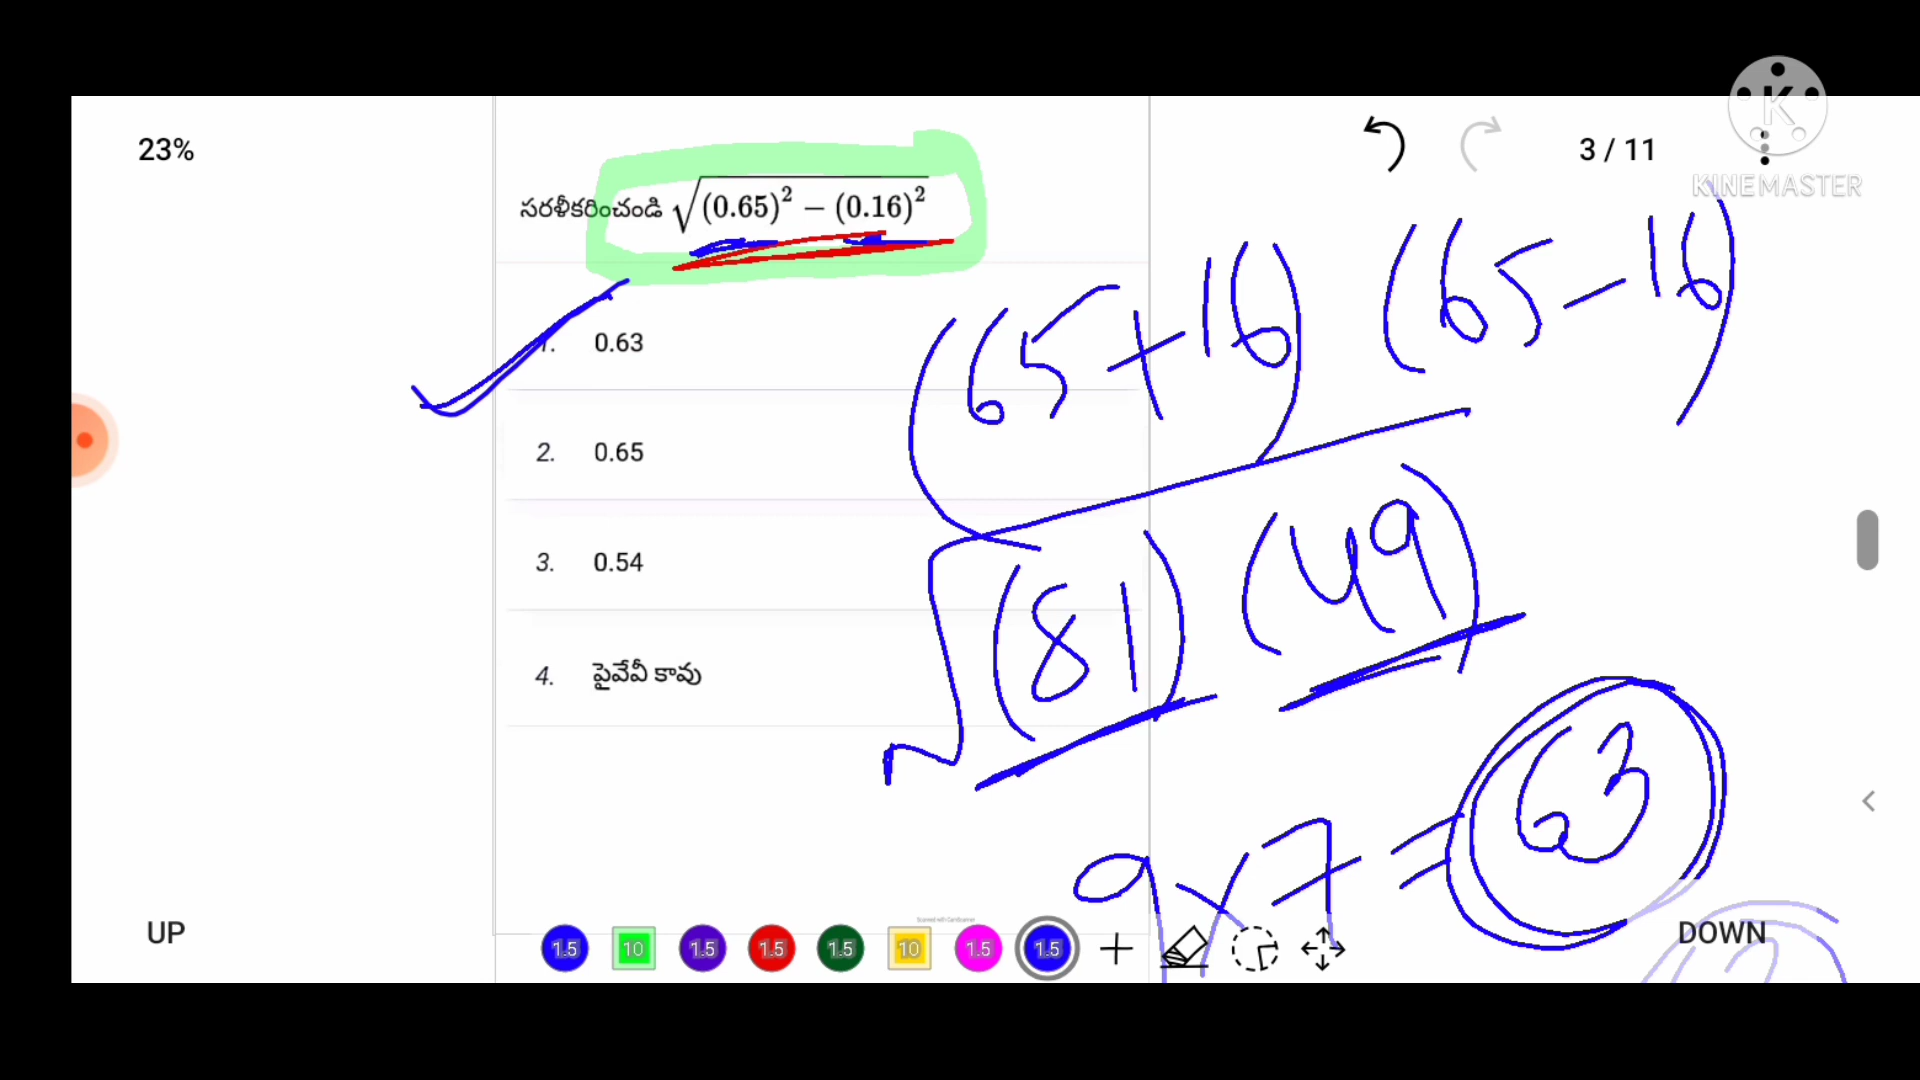 23%
3 / 11
KINEMASTER
సరళీకరించండి √(0.65)² − (0.16)²
(65+16) (65-16)
1. 0.63
2. 0.65
(81) (49)
3. 0.54
4. పైవేవీ కావు
63
9x7=
UP
DOWN
1.5 10 1.5 1.5 1.5 10 1.5 1.5